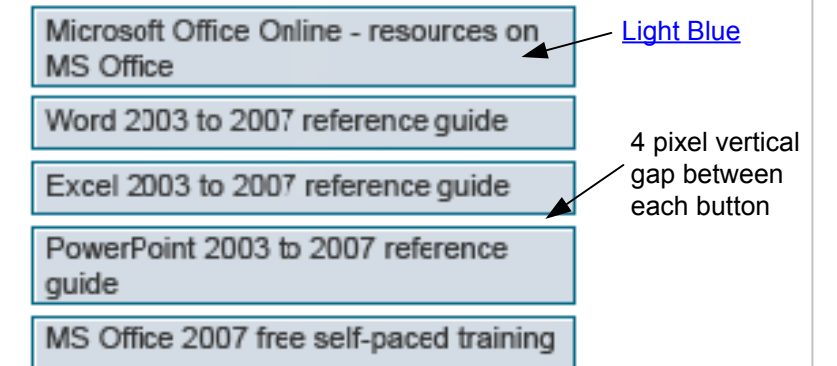 Microsoft Office Online - resources on
MS Office
Light Blue
Word 2003 to 2007 reference guide
4 pixel vertical
gap between
each button
Excel 2003 to 2007 reference guide
PowerPoint 2003 to 2007 reference
guide
MS Office 2007 free self-paced training